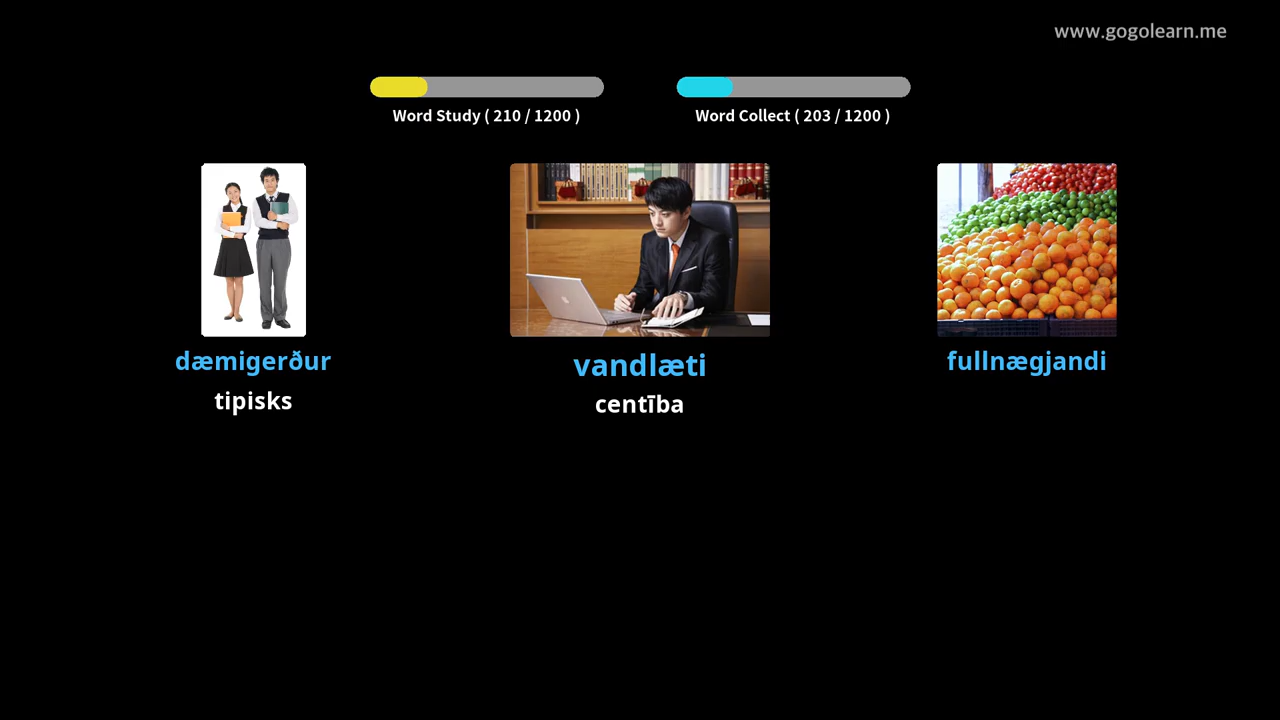 www.gogolearn.me
Word Study ( 210 / 1200 )
Word Collect ( 203 / 1200 )
dæmigerður
vandlæti
fullnægjandi
tipisks
centība